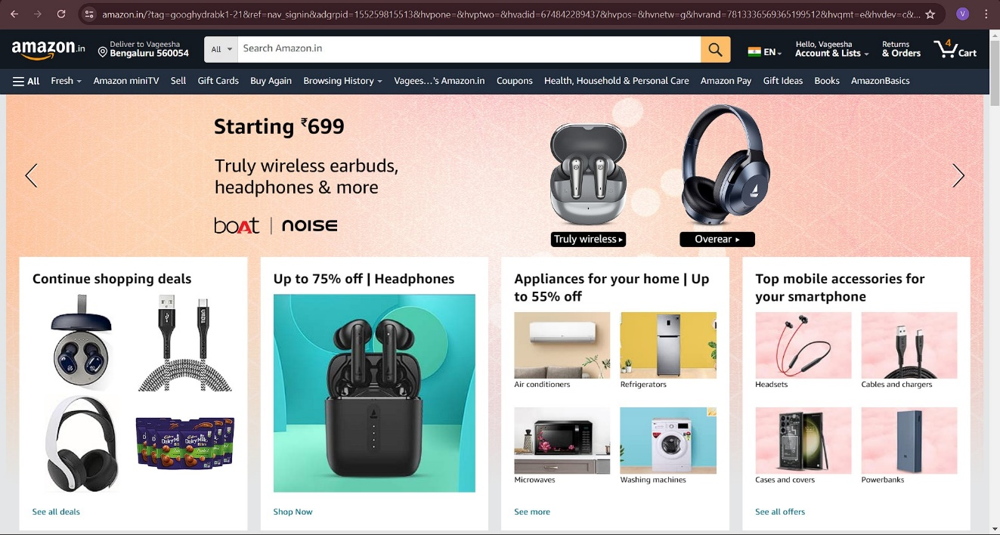 amazon.in/?tag=googhydrabk1-21&ref=nav_signin&adgrpid=155259815513&hvpone=&hvptwo=&hvadid=674842289437&hvpos=&hvnetw=g&hvrand=7813336569365199512&hvqmt=e&hvdev=c&...
V
amazon.in
Deliver to Vageesha
Bengaluru 560054
All
Search Amazon.in
EN
Hello, Vageesha
Account & Lists
Returns
& Orders
4
Cart
All Fresh Amazon miniTV Sell Gift Cards Buy Again Browsing History Vagees...'s Amazon.in Coupons Health, Household & Personal Care Amazon Pay Gift Ideas Books AmazonBasics
Starting ₹699
Truly wireless earbuds,
headphones & more
boAt | noise
Truly wireless
Overear
Continue shopping deals
Dairy Milk
See all deals
Up to 75% off | Headphones
Shop Now
Appliances for your home | Up
to 55% off
Air conditioners
Refrigerators
Microwaves
Washing machines
See more
Top mobile accessories for
your smartphone
Headsets
Cables and chargers
Cases and covers
Powerbanks
See all offers